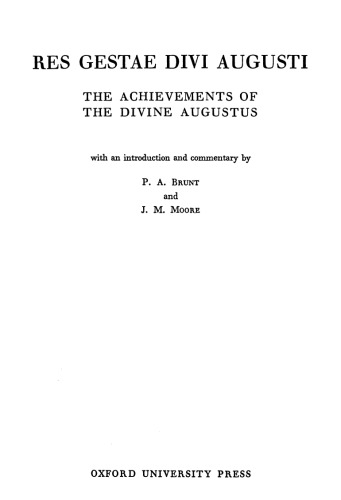 RES GESTAE DIVI AUGUSTI
THE ACHIEVEMENTS OF
THE DIVINE AUGUSTUS
with an introduction and commentary by
P. A. BRUNT
and
J. M. MOORE
OXFORD UNIVERSITY PRESS